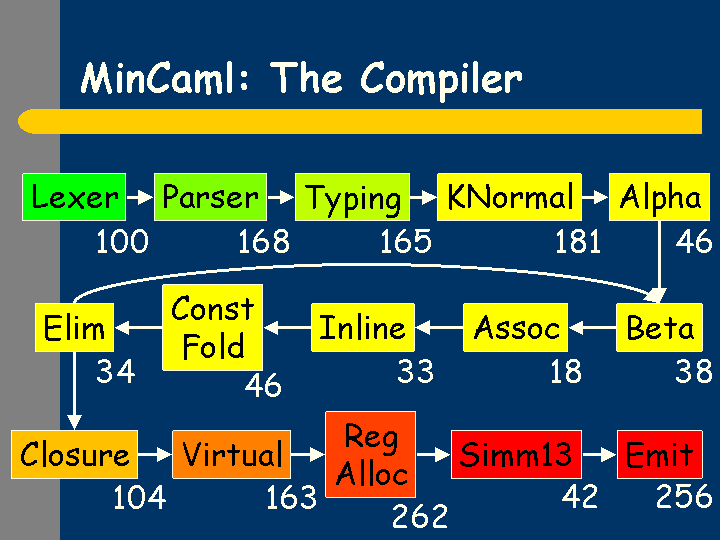 MinCaml: The Compiler
Lexer Parser Typing KNormal Alpha
100 168 165 181 46
Elim Const Fold Inline Assoc Beta
34 46 33 18 38
Closure Virtual Reg Alloc Simm13 Emit
104 163 262 42 256